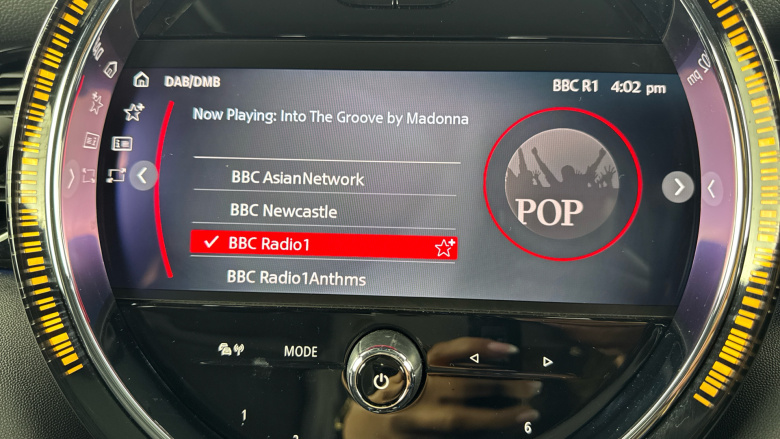 DAB/DMB
BBC R1 4:02 pm
Now Playing: Into The Groove by Madonna
BBC AsianNetwork
BBC Newcastle
BBC Radio1
BBC Radio1Anthms
POP
MODE
1
6